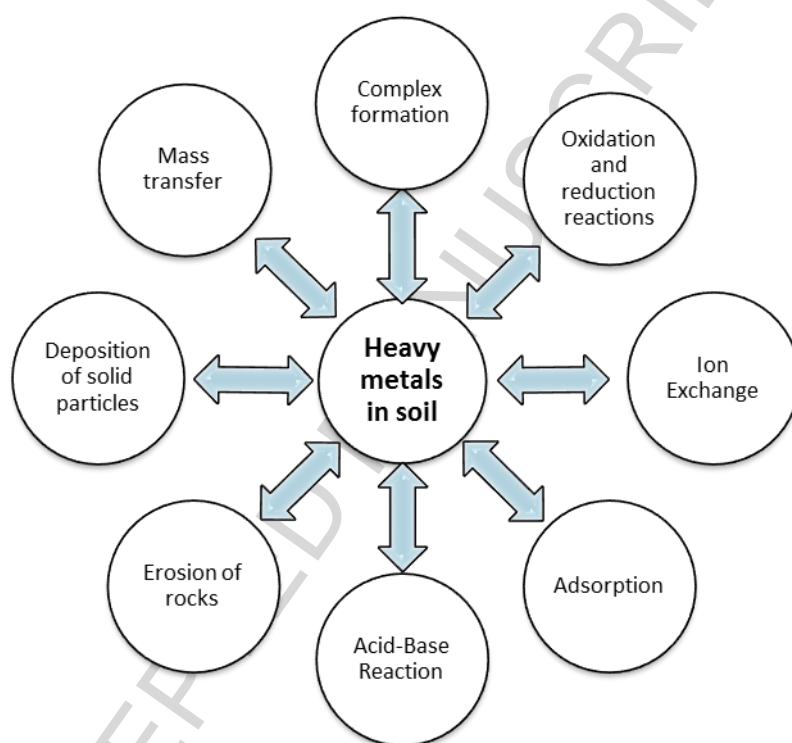 Complex
formation
Oxidation
and
reduction
reactions
Mass
transfer
Heavy
metals
in soil
Deposition
of solid
particles
Ion
Exchange
Erosion of
rocks
Adsorption
Acid-Base
Reaction